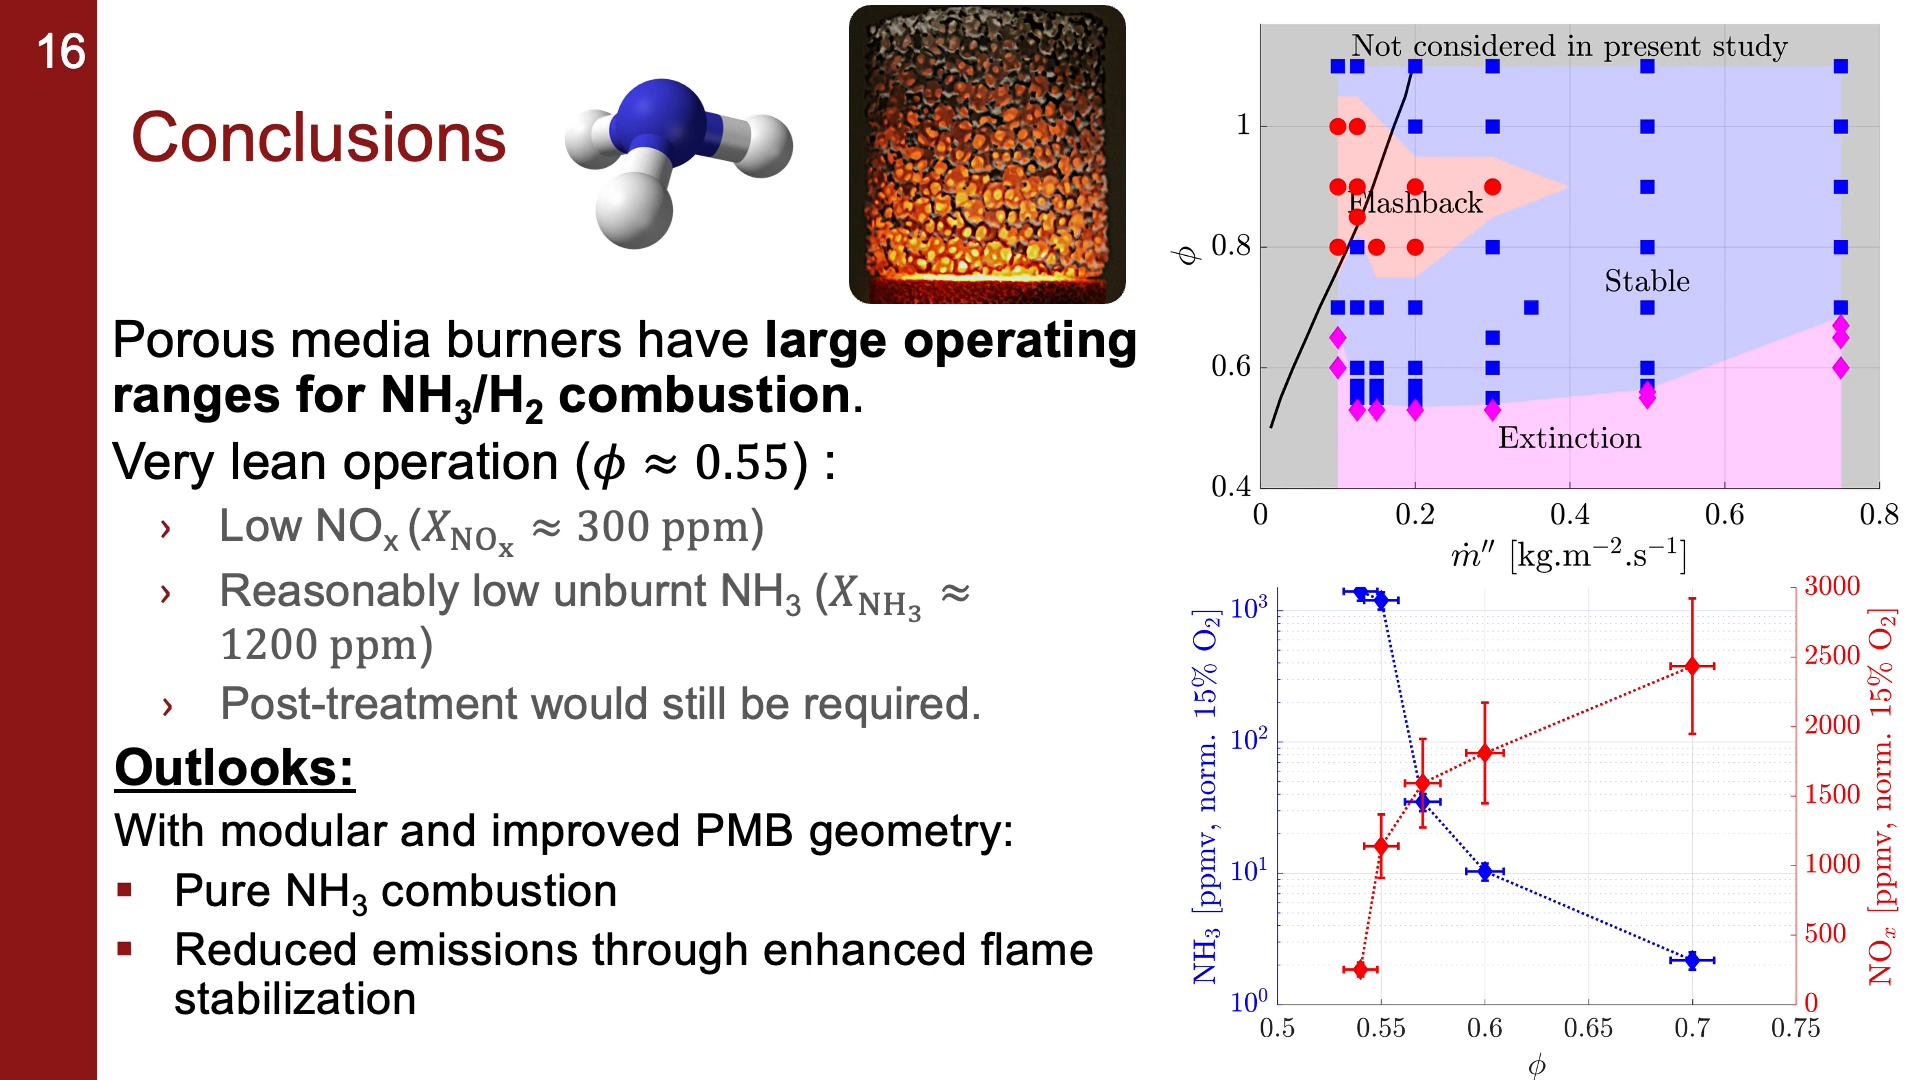 16
Conclusions
Porous media burners have large operating
ranges for NH₃/H₂ combustion.
Very lean operation (ϕ ≈ 0.55) :
› Low NOₓ (X_NOₓ ≈ 300 ppm)
› Reasonably low unburnt NH₃ (X_NH₃ ≈
1200 ppm)
› Post-treatment would still be required.
Outlooks:
With modular and improved PMB geometry:
▪ Pure NH₃ combustion
▪ Reduced emissions through enhanced flame
stabilization
Not considered in present study
Flashback
Stable
Extinction
ϕ
1
0.8
0.6
0.4
0 0.2 0.4 0.6 0.8
ṁ″ [kg.m⁻².s⁻¹]
NH₃ [ppmv, norm. 15% O₂]
10³
10²
10¹
10⁰
3000
2500
2000
1500
1000
500
0
NOₓ [ppmv, norm. 15% O₂]
0.5 0.55 0.6 0.65 0.7 0.75
ϕ